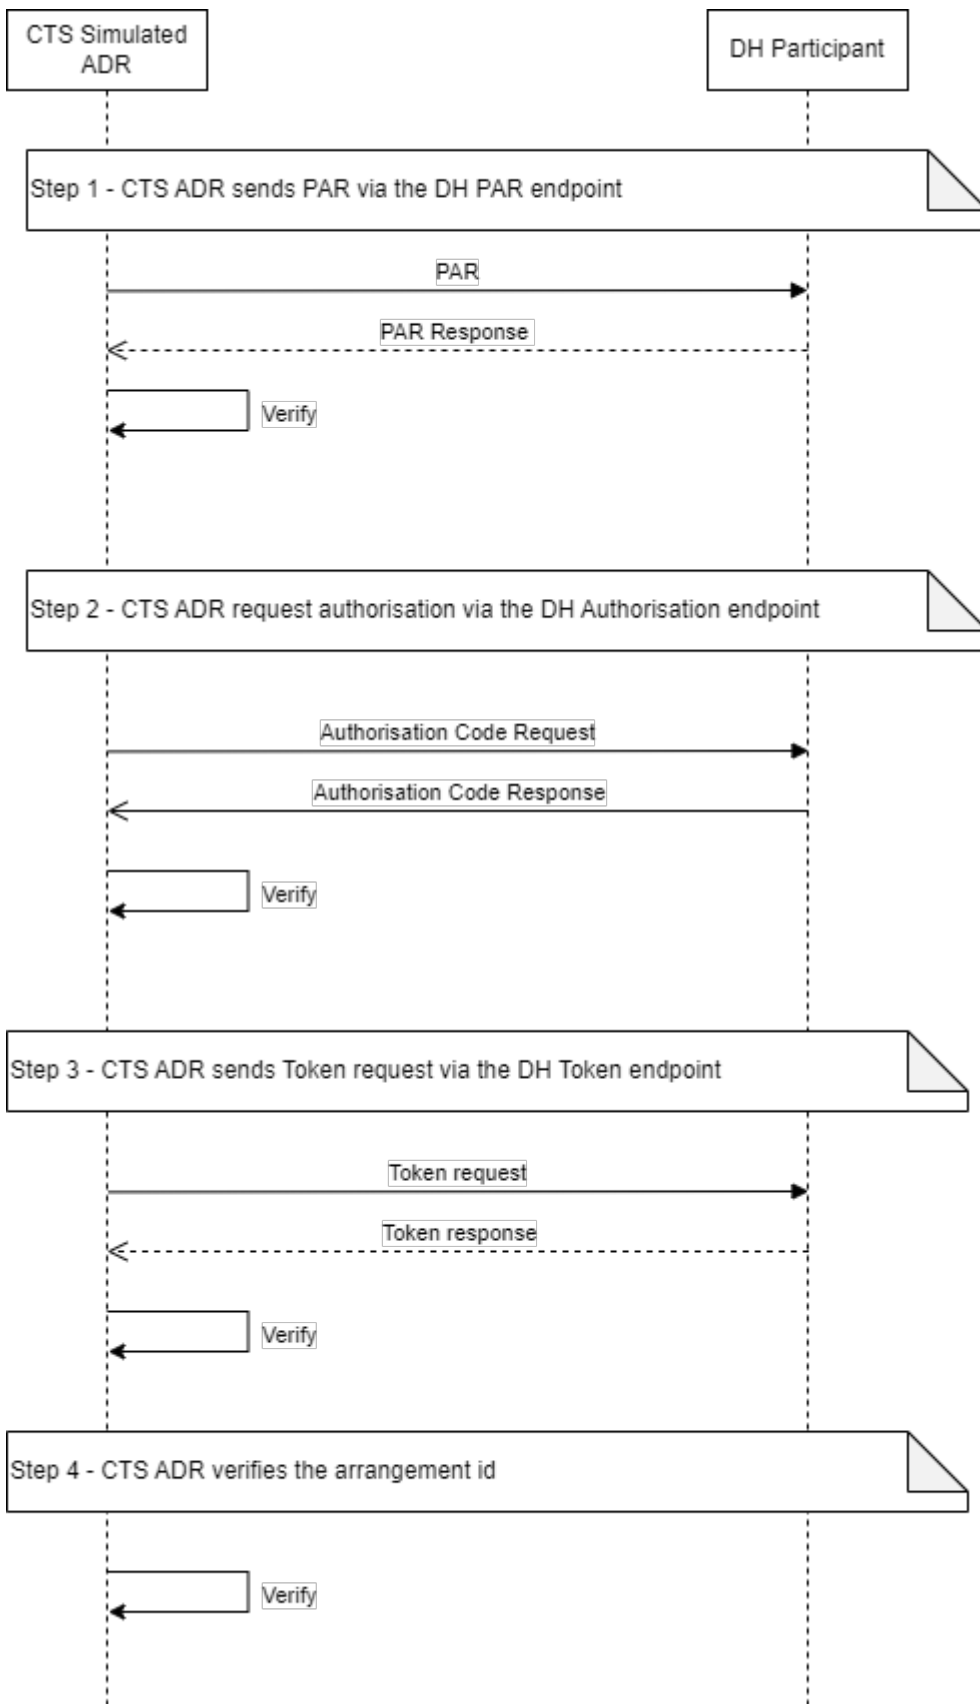 CTS Simulated
ADR
DH Participant
Step 1 - CTS ADR sends PAR via the DH PAR endpoint
PAR
PAR Response
Verify
Step 2 - CTS ADR request authorisation via the DH Authorisation endpoint
Authorisation Code Request
Authorisation Code Response
Verify
Step 3 - CTS ADR sends Token request via the DH Token endpoint
Token request
Token response
Verify
Step 4 - CTS ADR verifies the arrangement id
Verify